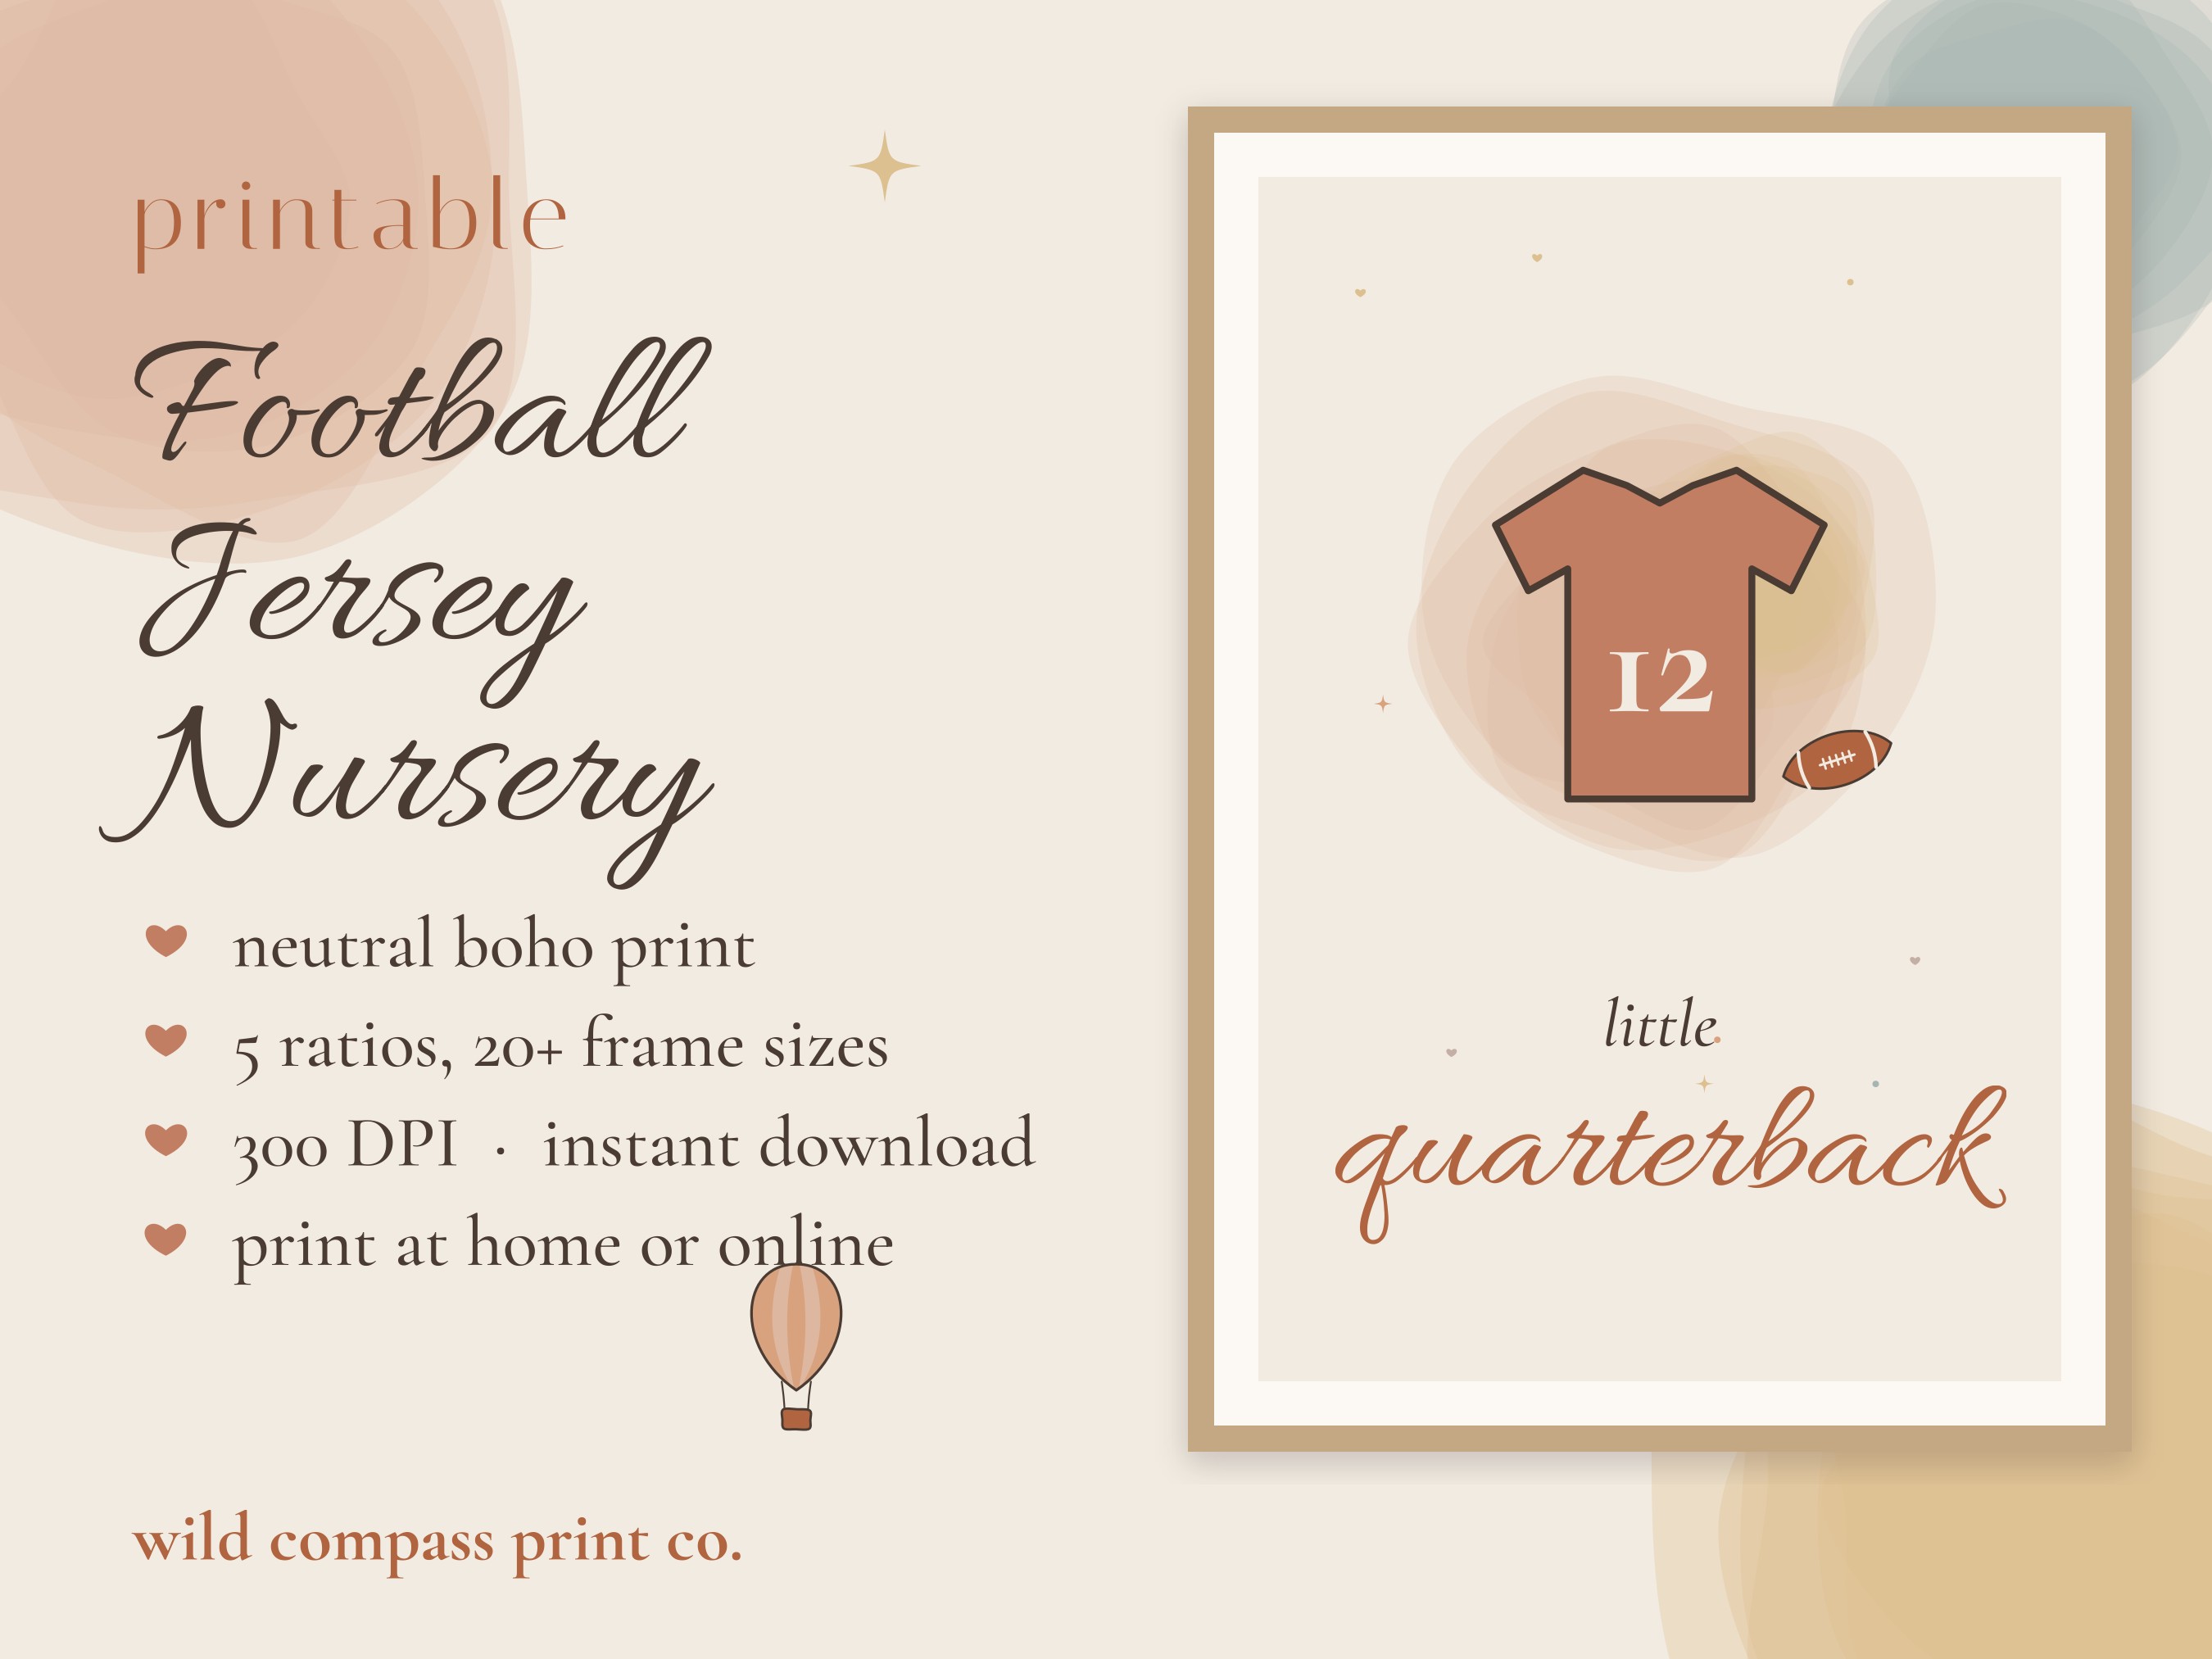 printable
Football
Jersey
Nursery
neutral boho print
5 ratios, 20+ frame sizes
300 DPI · instant download
print at home or online
wild compass print co.
12
little
quarterback